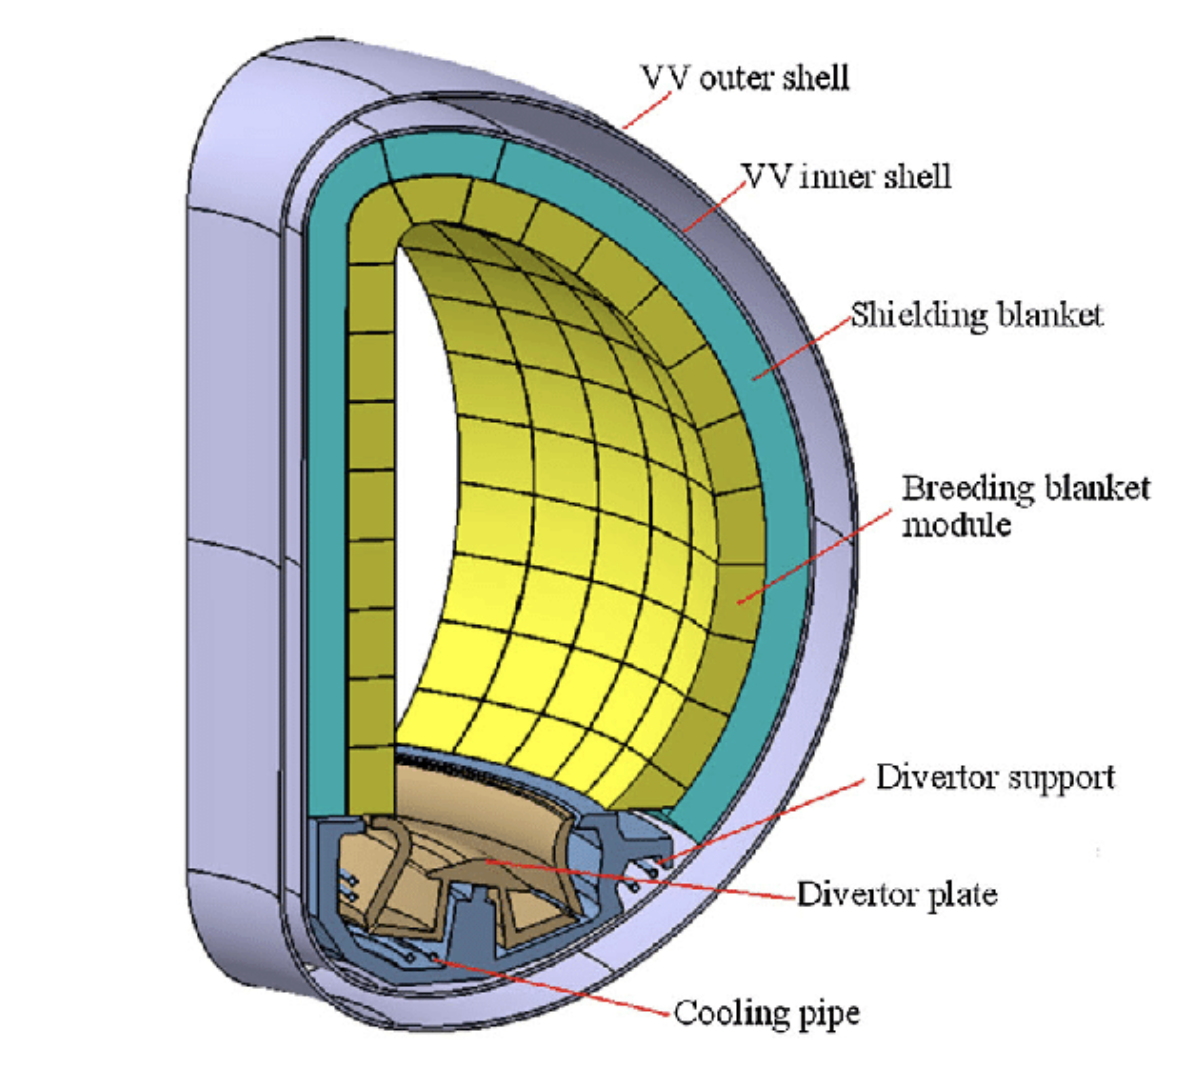 VV outer shell
VV inner shell
Shielding blanket
Breeding blanket
module
Divertor support
Divertor plate
Cooling pipe